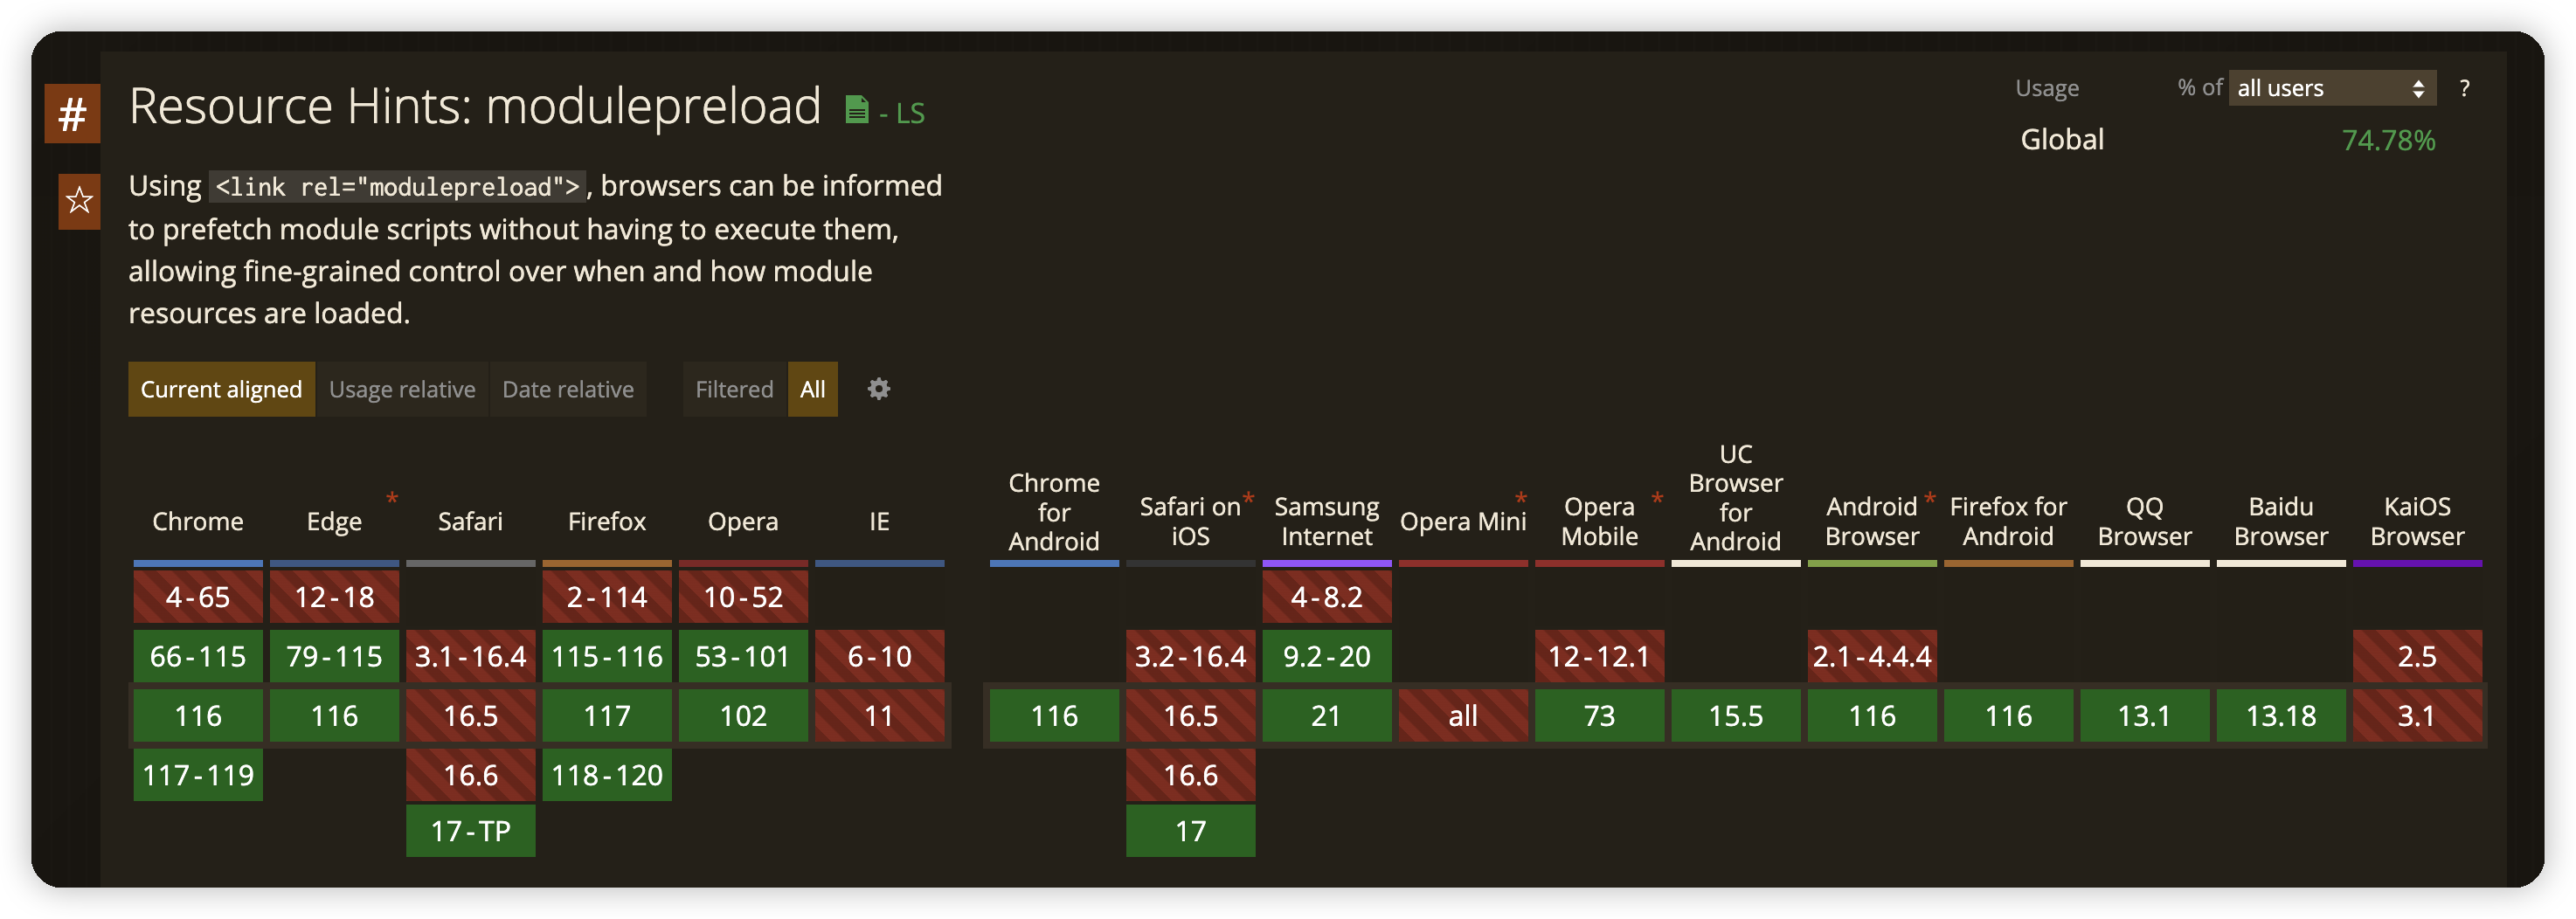 #
Resource Hints: modulepreload - LS
Usage % of all users ?
Global 74.78%
☆
Using <link rel="modulepreload">, browsers can be informed
to prefetch module scripts without having to execute them,
allowing fine-grained control over when and how module
resources are loaded.
Current aligned Usage relative Date relative Filtered All
Chrome Edge * Safari Firefox Opera IE Chrome for Android Safari on iOS * Samsung Internet Opera Mini * Opera Mobile * UC Browser for Android Android Browser * Firefox for Android QQ Browser Baidu Browser KaiOS Browser
4-65 12-18 2-114 10-52 4-8.2
66-115 79-115 3.1-16.4 115-116 53-101 6-10 3.2-16.4 9.2-20 12-12.1 2.1-4.4.4 2.5
116 116 16.5 117 102 11 116 16.5 21 all 73 15.5 116 116 13.1 13.18 3.1
117-119 16.6 118-120 16.6
17-TP 17